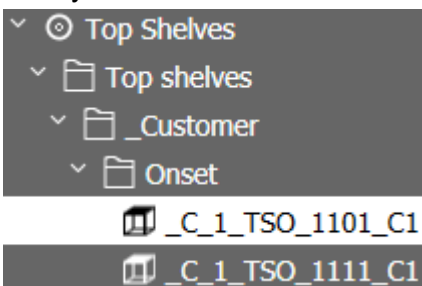 Top Shelves
Top shelves
_Customer
Onset
_C_1_TSO_1101_C1
_C_1_TSO_1111_C1